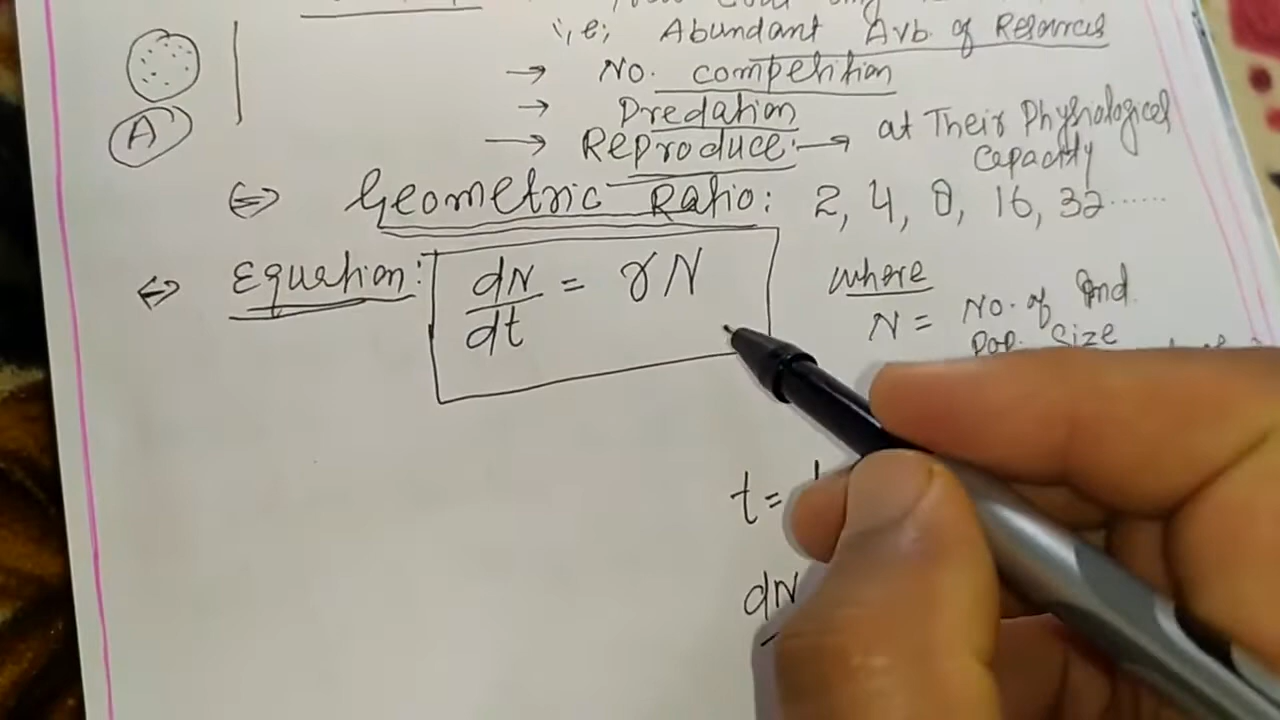 i,e; Abundant Avb. of Resources
→ No. competition
→ Predation
→ Reproduce: → at Their Physiological Capacity
A
⇔ Geometric Ratio: 2, 4, 8, 16, 32......
⇔ Equation: dN/dt = rN
where
N = No. of Ind.
Pop. Size
t =
dN